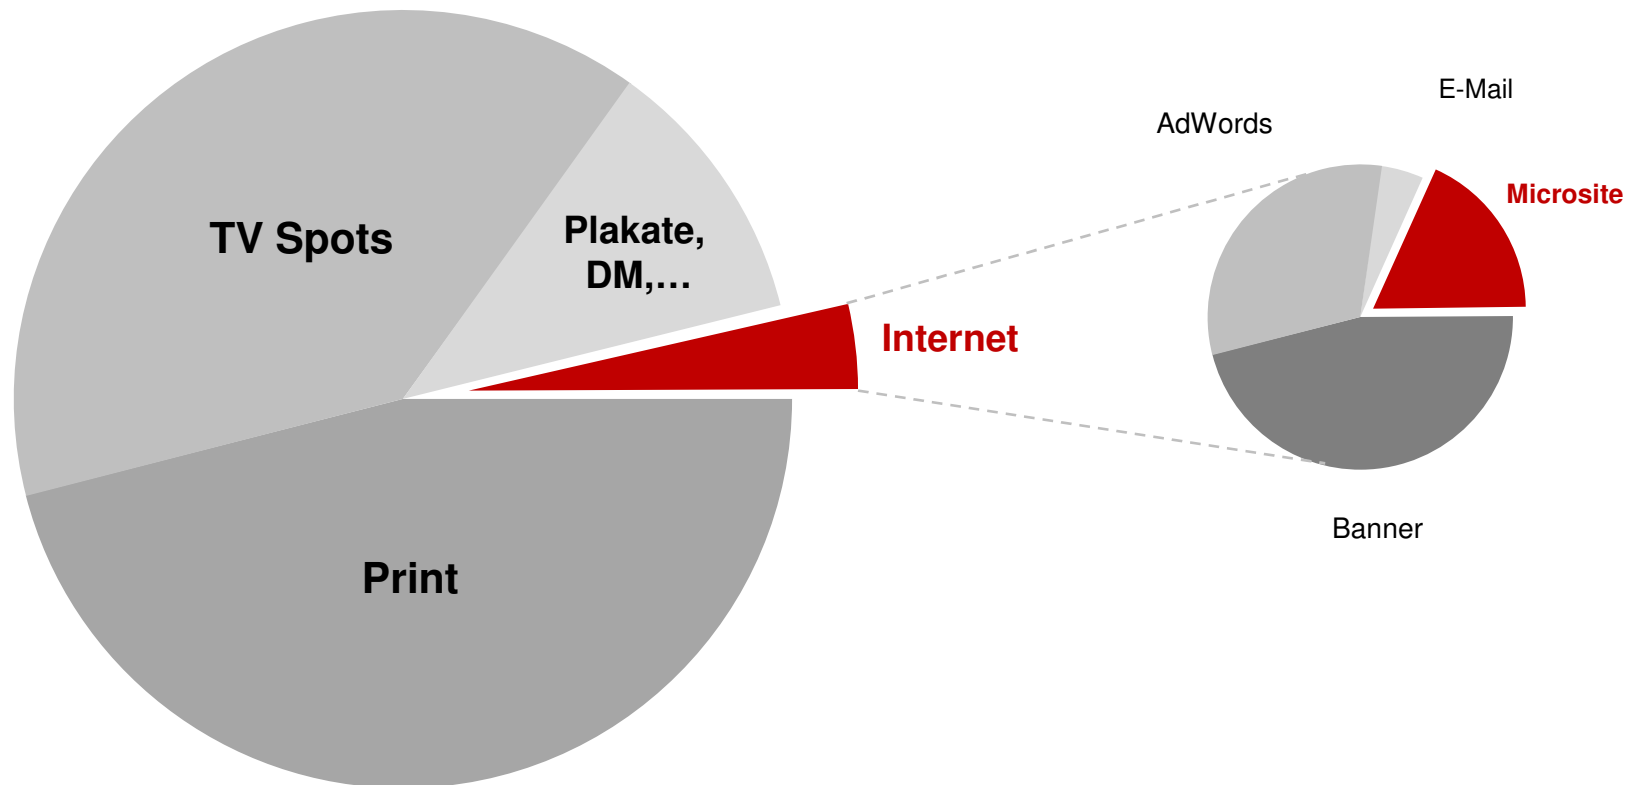 E-Mail
AdWords
Microsite
TV Spots
Plakate,
DM,...
Internet
Banner
Print